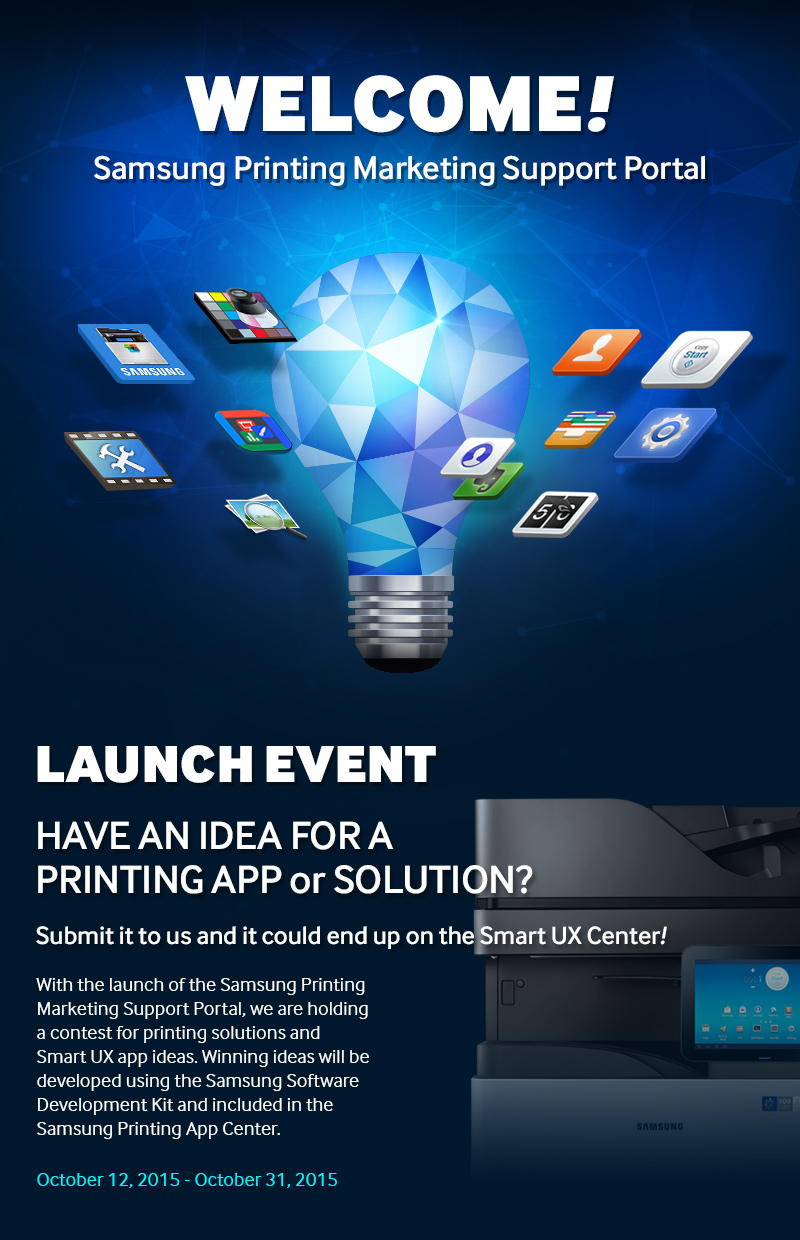 WELCOME!
Samsung Printing Marketing Support Portal
SAMSUNG
Copy
Start
LAUNCH EVENT
HAVE AN IDEA FOR A
PRINTING APP or SOLUTION?
Submit it to us and it could end up on the Smart UX Center!
With the launch of the Samsung Printing
Marketing Support Portal, we are holding
a contest for printing solutions and
Smart UX app ideas. Winning ideas will be
developed using the Samsung Software
Development Kit and included in the
Samsung Printing App Center.
SAMSUNG
October 12, 2015 - October 31, 2015